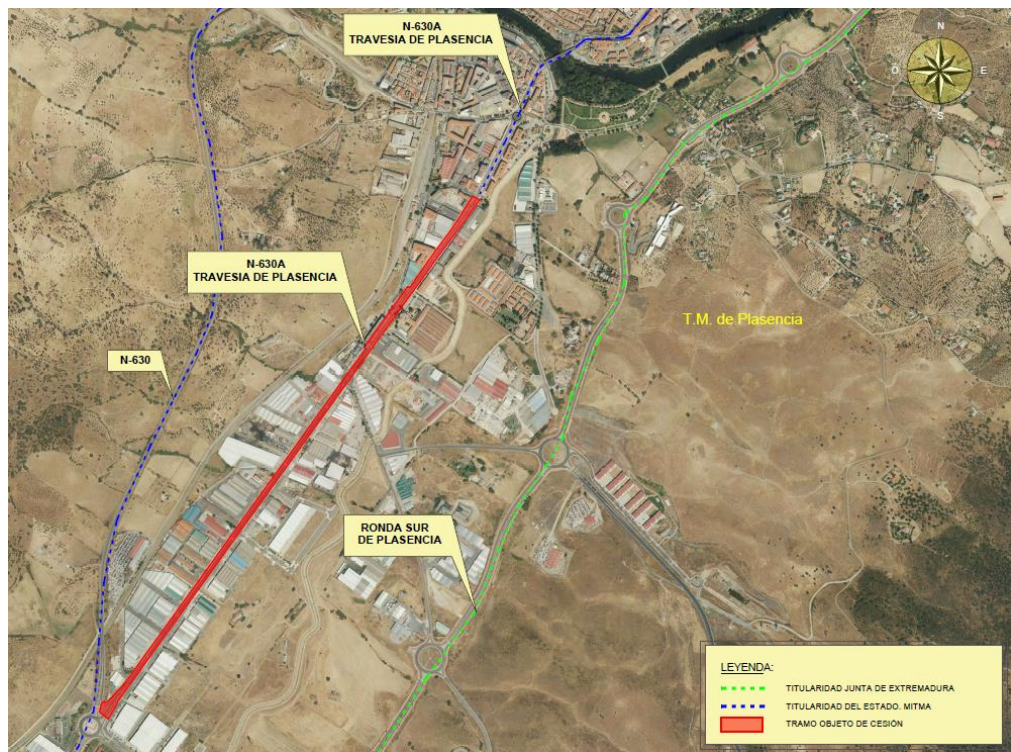 N-630A
TRAVESIA DE PLASENCIA
N
O
E
S
N-630A
TRAVESIA DE PLASENCIA
T.M. de Plasencia
N-630
RONDA SUR
DE PLASENCIA
LEYENDA:
TITULARIDAD JUNTA DE EXTREMADURA
TITULARIDAD DEL ESTADO. MITMA
TRAMO OBJETO DE CESIÓN